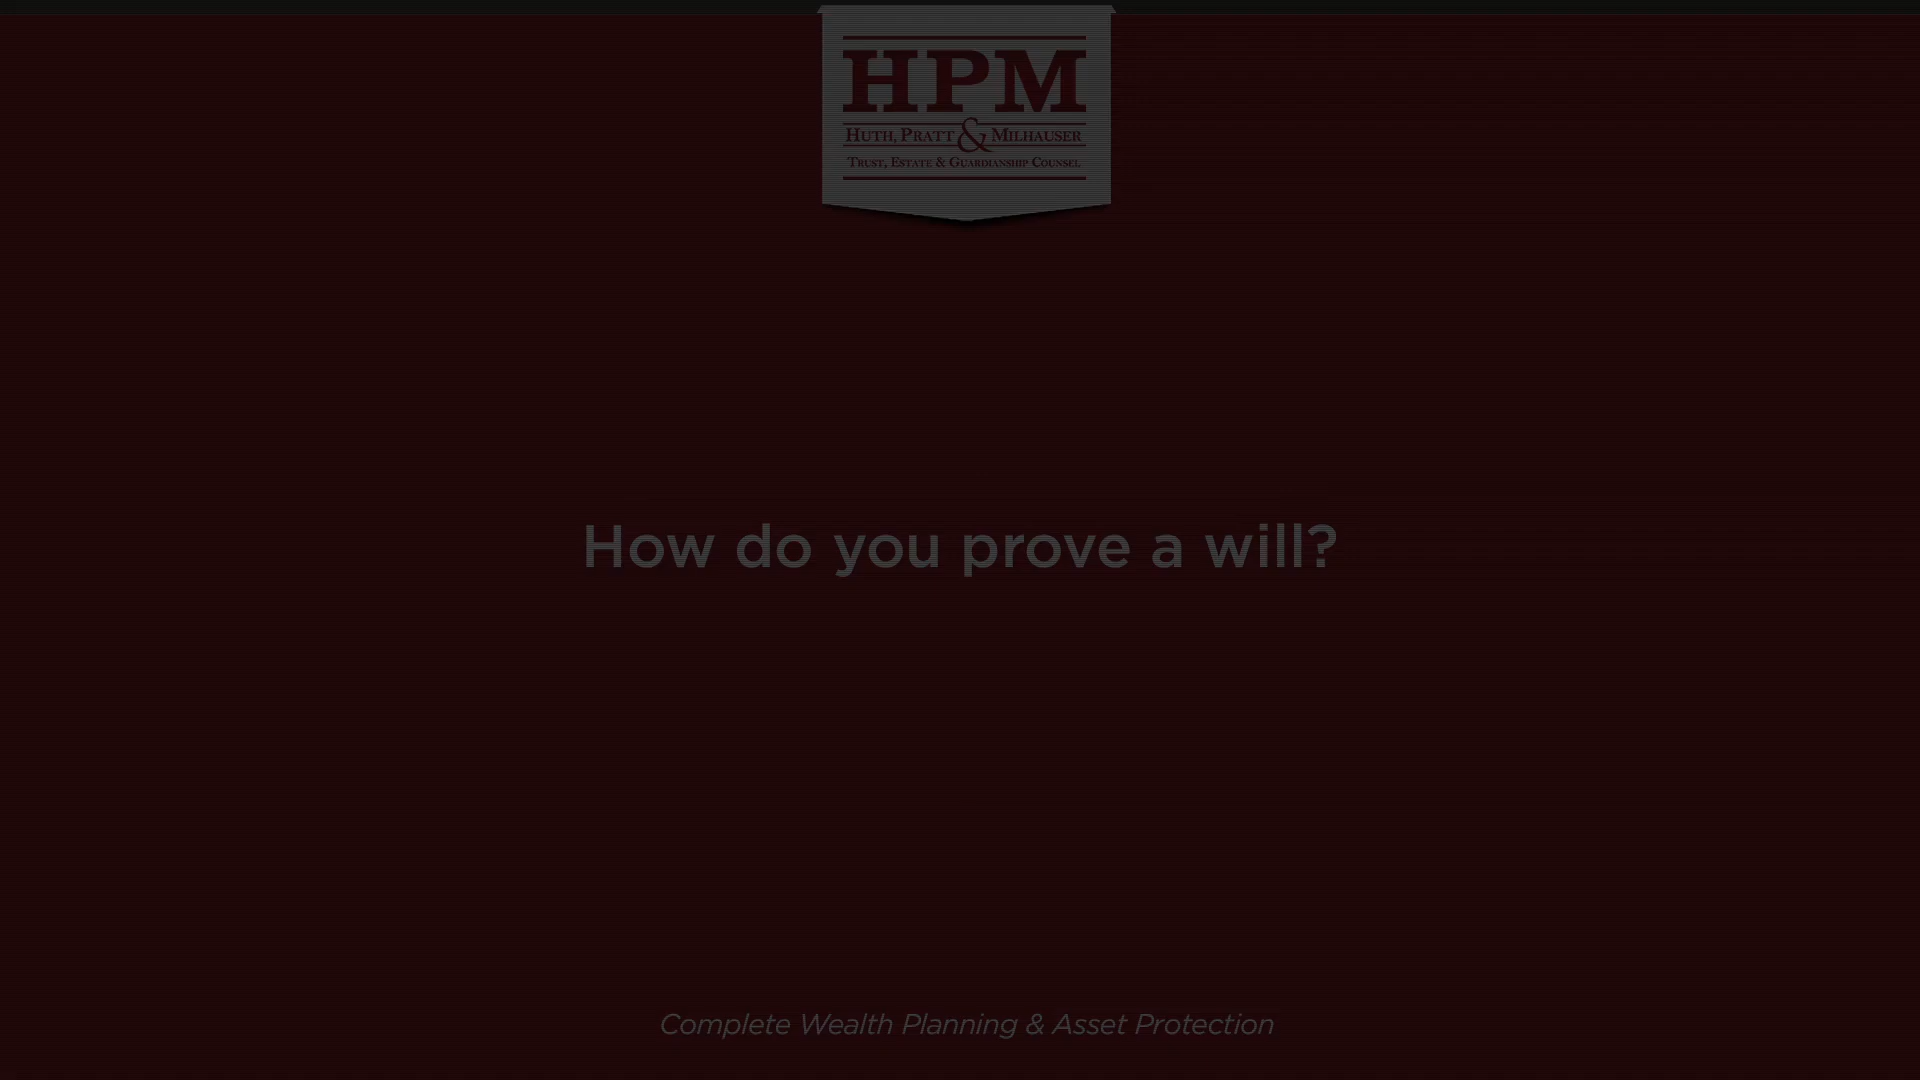 HPM
HUTH, PRATT & MILHAUSER
TRUST, ESTATE & GUARDIANSHIP COUNSEL
How do you prove a will?
Complete Wealth Planning & Asset Protection